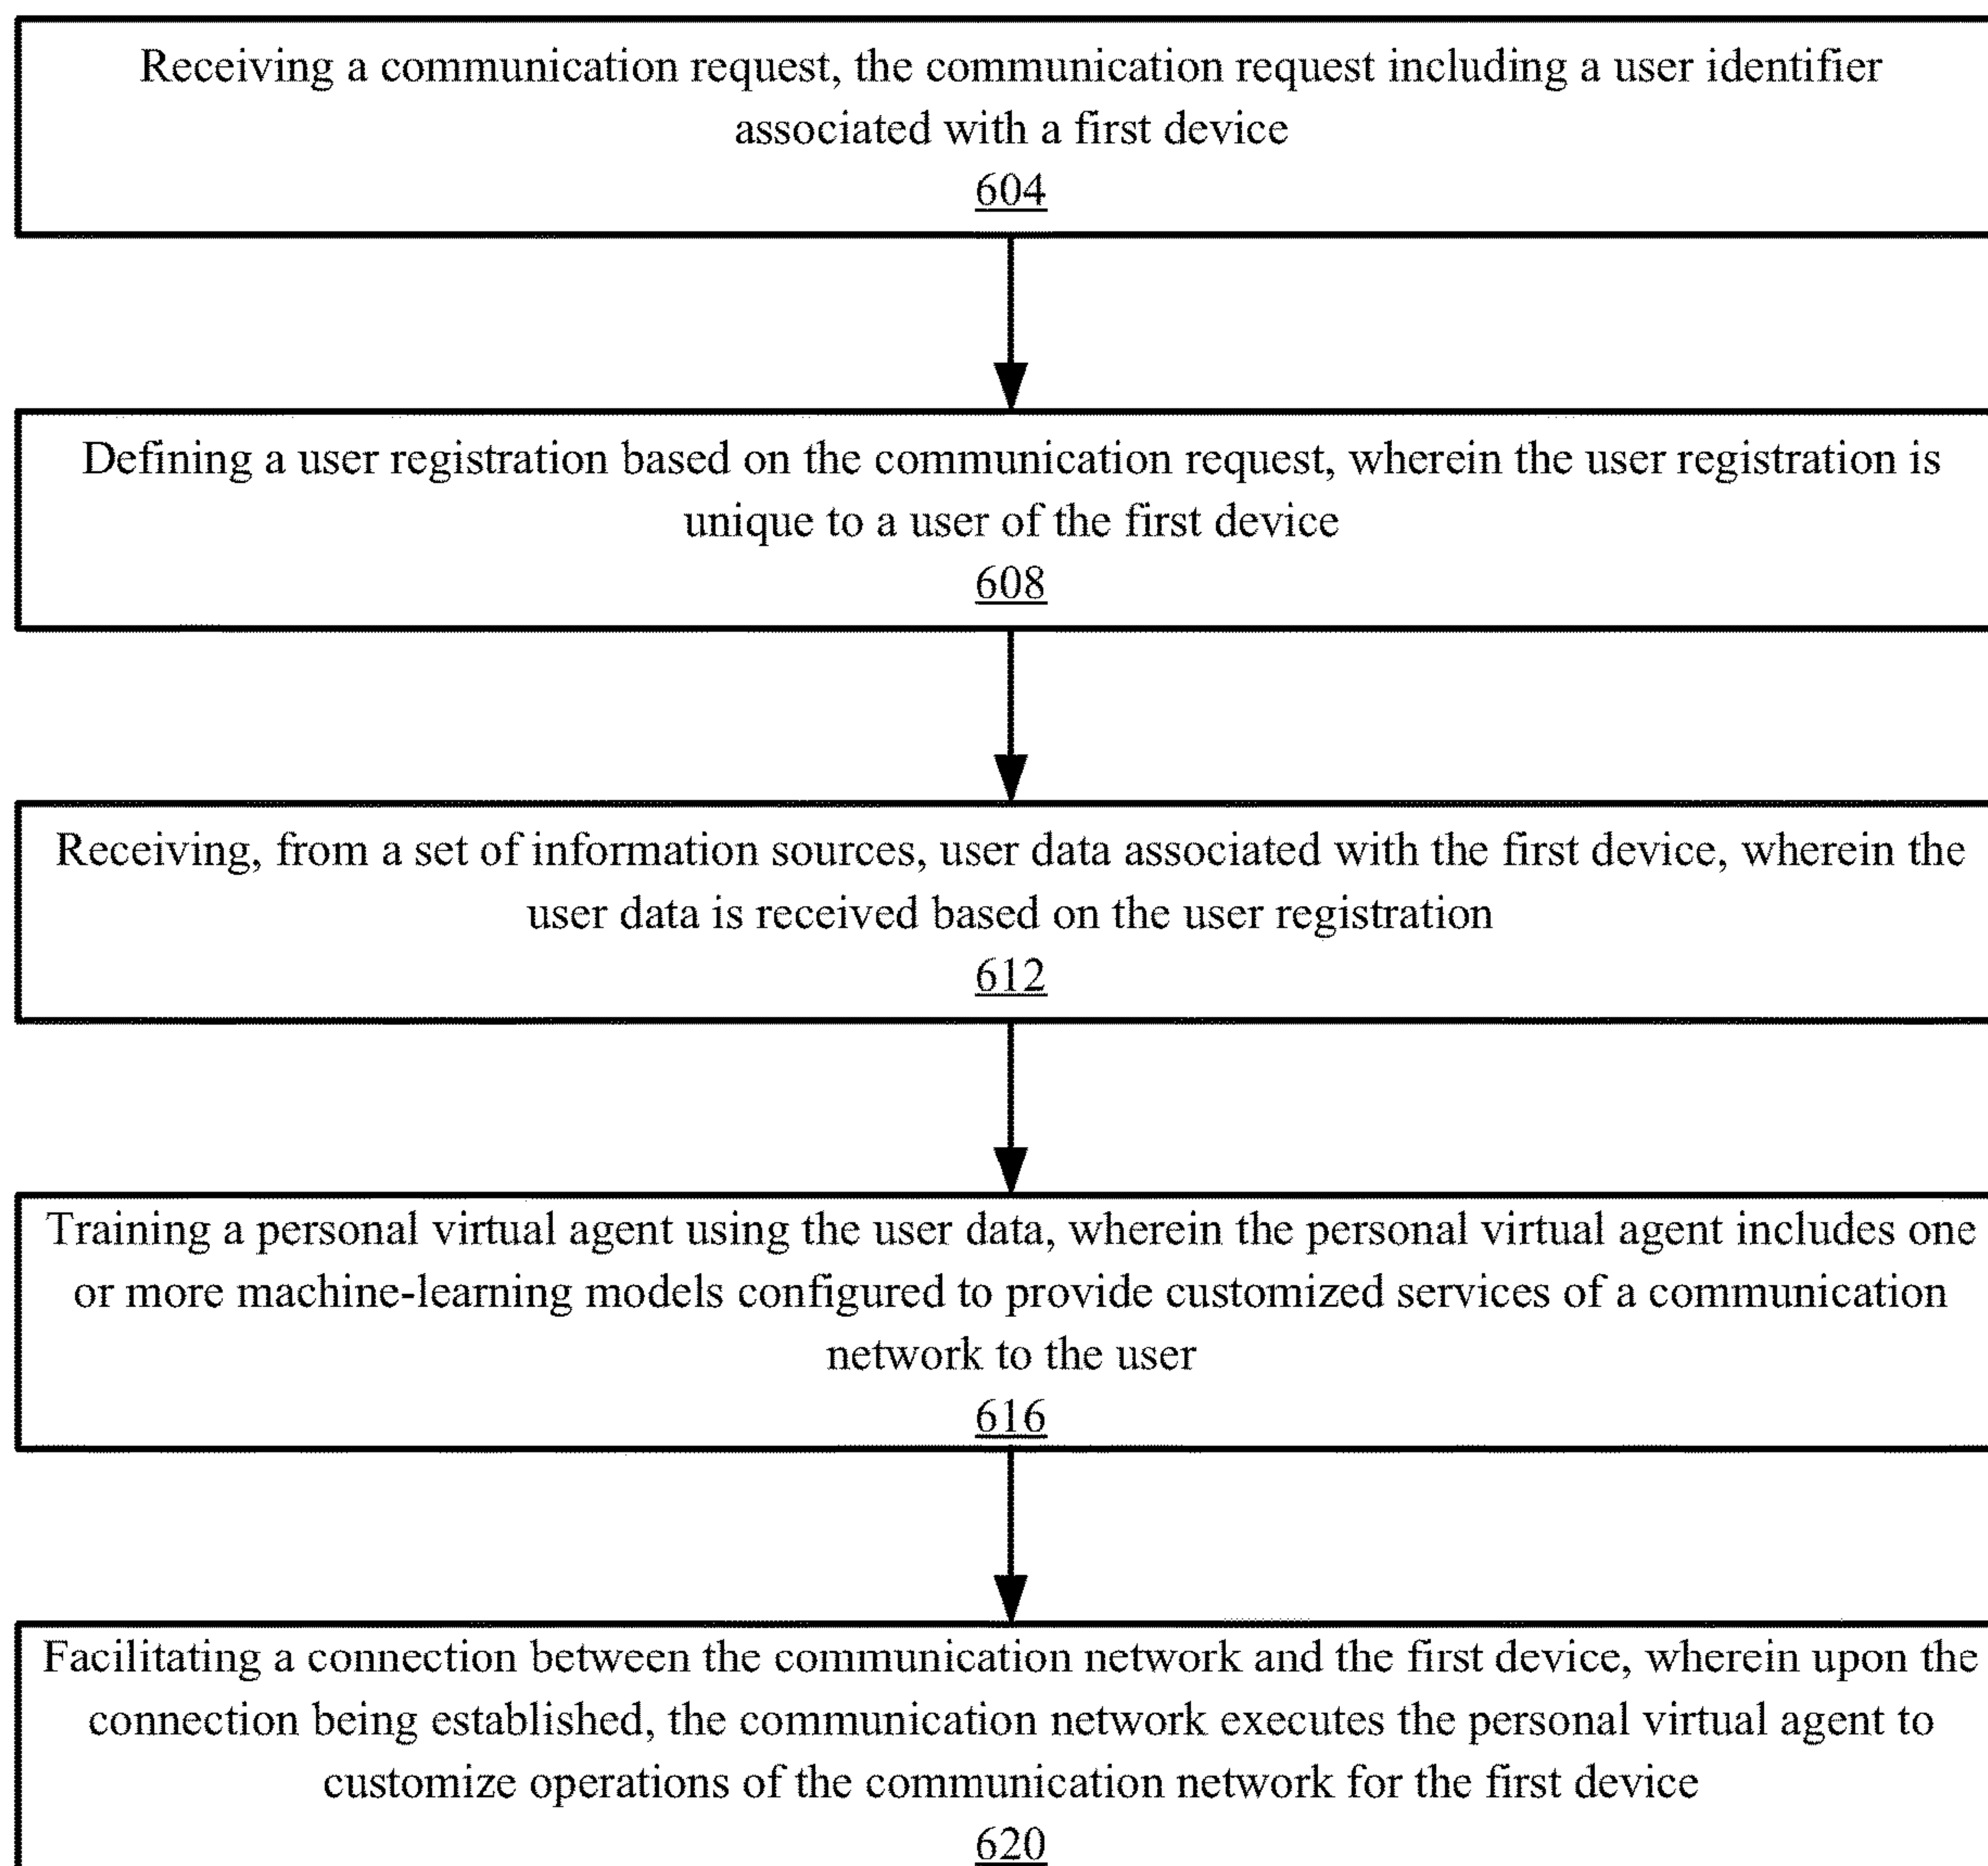 Receiving a communication request, the communication request including a user identifier
associated with a first device
604
Defining a user registration based on the communication request, wherein the user registration is
unique to a user of the first device
608
Receiving, from a set of information sources, user data associated with the first device, wherein the
user data is received based on the user registration
612
Training a personal virtual agent using the user data, wherein the personal virtual agent includes one
or more machine-learning models configured to provide customized services of a communication
network to the user
616
Facilitating a connection between the communication network and the first device, wherein upon the
connection being established, the communication network executes the personal virtual agent to
customize operations of the communication network for the first device
620